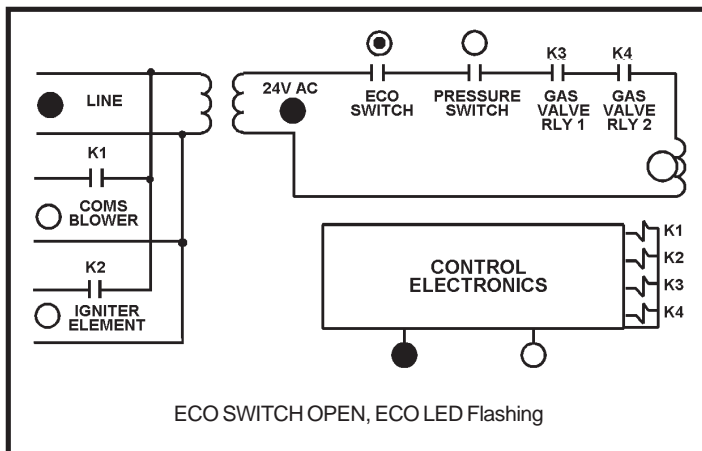 K3 K4
LINE
24V AC
ECO SWITCH
PRESSURE SWITCH
GAS VALVE RLY 1
GAS VALVE RLY 2
K1
COMS BLOWER
K2
IGNITER ELEMENT
CONTROL ELECTRONICS
K1
K2
K3
K4
ECO SWITCH OPEN, ECO LED Flashing